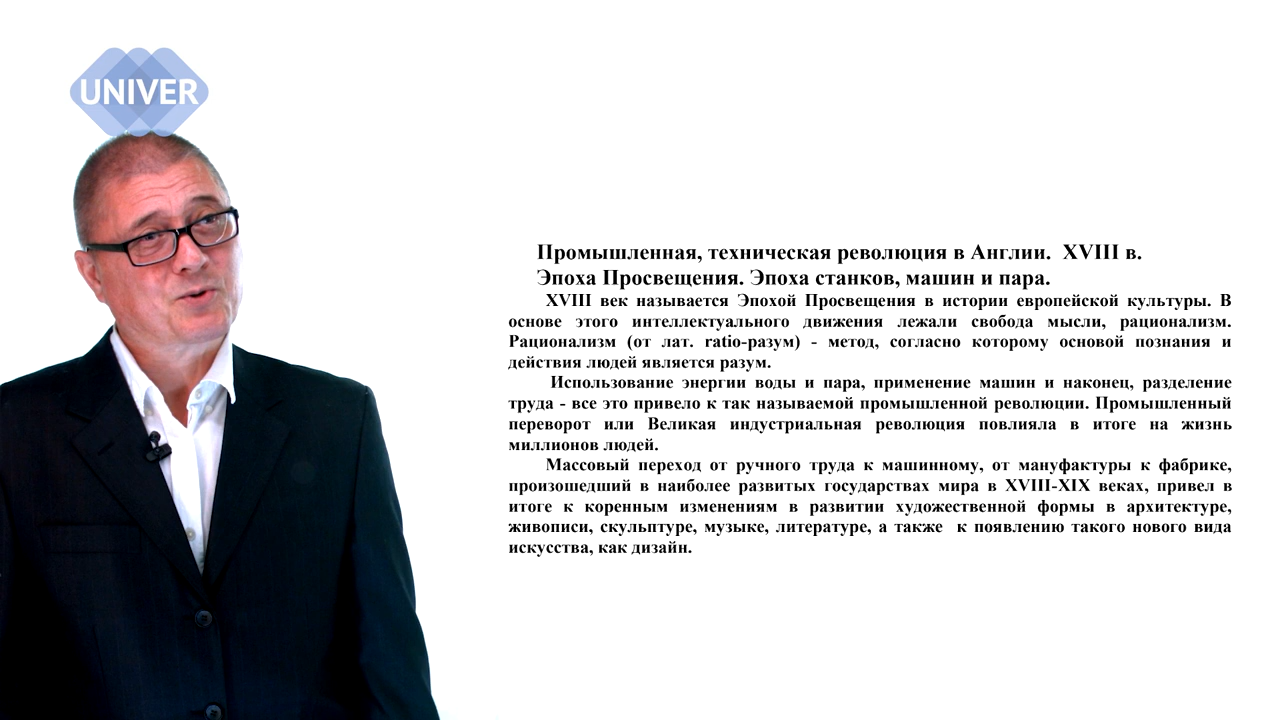 UNIVER
Промышленная, техническая революция в Англии.  XVIII в.
Эпоха Просвещения. Эпоха станков, машин и пара.
XVIII век называется Эпохой Просвещения в истории европейской культуры. В
основе этого интеллектуального движения лежали свобода мысли, рационализм.
Рационализм (от лат. ratio-разум) - метод, согласно которому основой познания и
действия людей является разум.
Использование энергии воды и пара, применение машин и наконец, разделение
труда - все это привело к так называемой промышленной революции. Промышленный
переворот или Великая индустриальная революция повлияла в итоге на жизнь
миллионов людей.
Массовый переход от ручного труда к машинному, от мануфактуры к фабрике,
произошедший в наиболее развитых государствах мира в XVIII-XIX веках, привел в
итоге к коренным изменениям в развитии художественной формы в архитектуре,
живописи, скульптуре, музыке, литературе, а также  к появлению такого нового вида
искусства, как дизайн.